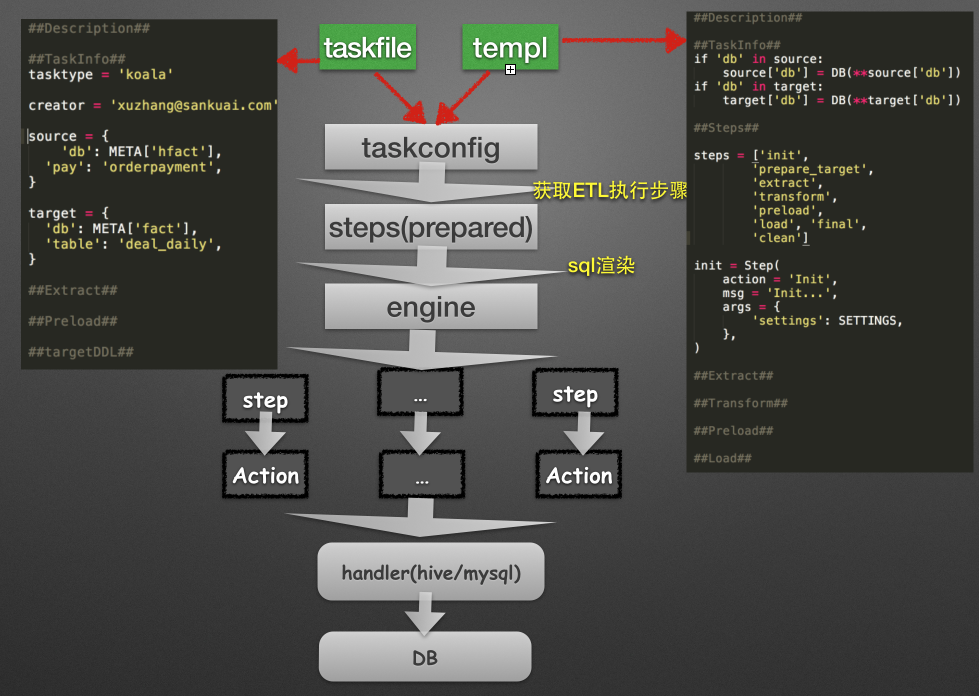 ##Description##
##TaskInfo##
tasktype = 'koala'
creator = 'xuzhang@sankuai.com'
source = {
'db': META['hfact'],
'pay': 'orderpayment',
}
target = {
'db': META['fact'],
'table': 'deal_daily',
}
##Extract##
##Preload##
##targetDDL##
taskfile
templ
taskconfig
获取ETL执行步骤
steps(prepared)
sql渲染
engine
step
...
step
Action
...
Action
handler(hive/mysql)
DB
##Description##
##TaskInfo##
if 'db' in source:
source['db'] = DB(**source['db'])
if 'db' in target:
target['db'] = DB(**target['db'])
##Steps##
steps = ['init',
'prepare_target',
'extract',
'transform',
'preload',
'load', 'final',
'clean']
init = Step(
action = 'Init',
msg = 'Init...',
args = {
'settings': SETTINGS,
},
)
##Extract##
##Transform##
##Preload##
##Load##